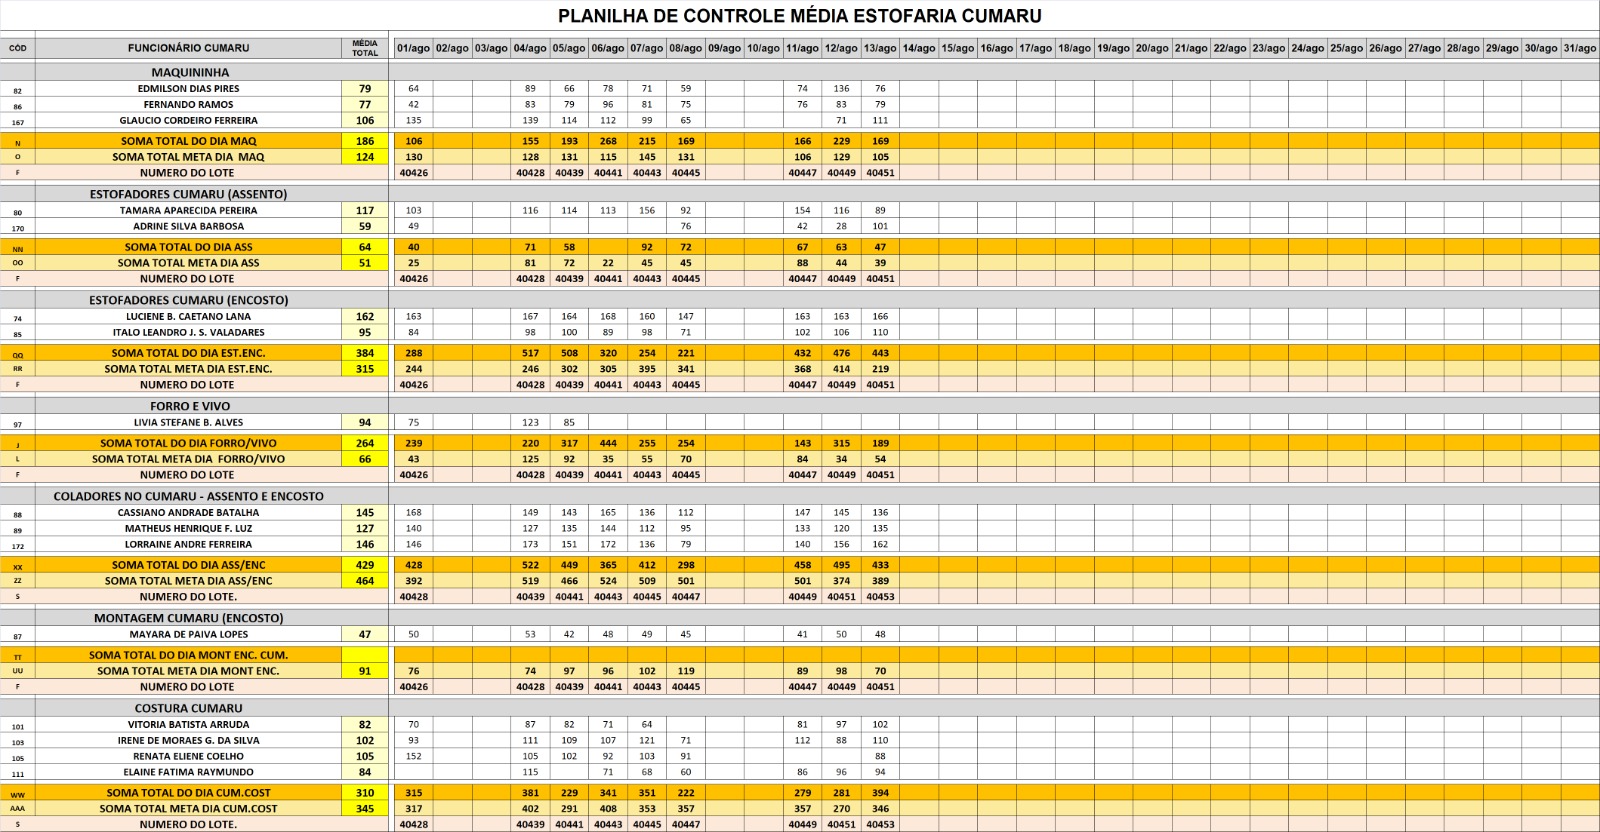 PLANILHA DE CONTROLE MÉDIA ESTOFARIA CUMARU
CÓD FUNCIONÁRIO CUMARU MÉDIA TOTAL 01/ago 02/ago 03/ago 04/ago 05/ago 06/ago 07/ago 08/ago 09/ago 10/ago 11/ago 12/ago 13/ago 14/ago 15/ago 16/ago 17/ago 18/ago 19/ago 20/ago 21/ago 22/ago 23/ago 24/ago 25/ago 26/ago 27/ago 28/ago 29/ago 30/ago 31/ago
MAQUININHA
82 EDMILSON DIAS PIRES 79 64 89 66 78 71 59 74 136 76
86 FERNANDO RAMOS 77 42 83 79 96 81 75 76 83 79
167 GLAUCIO CORDEIRO FERREIRA 106 135 139 114 112 99 65 71 111
N SOMA TOTAL DO DIA MAQ 186 106 155 193 268 215 169 166 229 169
O SOMA TOTAL META DIA MAQ 124 130 128 131 115 145 131 106 129 105
F NUMERO DO LOTE 40426 40428 40439 40441 40443 40445 40447 40449 40451
ESTOFADORES CUMARU (ASSENTO)
80 TAMARA APARECIDA PEREIRA 117 103 116 114 113 156 92 154 116 89
170 ADRINE SILVA BARBOSA 59 49 76 42 28 101
NN SOMA TOTAL DO DIA ASS 64 40 71 58 92 72 67 63 47
OO SOMA TOTAL META DIA ASS 51 25 81 72 22 45 45 88 44 39
F NUMERO DO LOTE 40426 40428 40439 40441 40443 40445 40447 40449 40451
ESTOFADORES CUMARU (ENCOSTO)
74 LUCIENE B. CAETANO LANA 162 163 167 164 168 160 147 163 163 166
85 ITALO LEANDRO J. S. VALADARES 95 84 98 100 89 98 71 102 106 110
QQ SOMA TOTAL DO DIA EST.ENC. 384 288 517 508 320 254 221 432 476 443
RR SOMA TOTAL META DIA EST.ENC. 315 244 246 302 305 395 341 368 414 219
F NUMERO DO LOTE 40426 40428 40439 40441 40443 40445 40447 40449 40451
FORRO E VIVO
97 LIVIA STEFANE B. ALVES 94 75 123 85
J SOMA TOTAL DO DIA FORRO/VIVO 264 239 220 317 444 255 254 143 315 189
L SOMA TOTAL META DIA FORRO/VIVO 66 43 125 92 35 55 70 84 34 54
F NUMERO DO LOTE 40426 40428 40439 40441 40443 40445 40447 40449 40451
COLADORES NO CUMARU - ASSENTO E ENCOSTO
88 CASSIANO ANDRADE BATALHA 145 168 149 143 165 136 112 147 145 136
89 MATHEUS HENRIQUE F. LUZ 127 140 127 135 144 112 95 133 120 135
172 LORRAINE ANDRE FERREIRA 146 146 173 151 172 136 79 140 156 162
XX SOMA TOTAL DO DIA ASS/ENC 429 428 522 449 365 412 298 458 495 433
ZZ SOMA TOTAL META DIA ASS/ENC 464 392 519 466 524 509 501 501 374 389
S NUMERO DO LOTE. 40428 40439 40441 40443 40445 40447 40449 40451 40453
MONTAGEM CUMARU (ENCOSTO)
87 MAYARA DE PAIVA LOPES 47 50 53 42 48 49 45 41 50 48
TT SOMA TOTAL DO DIA MONT ENC. CUM.
UU SOMA TOTAL META DIA MONT ENC. 91 76 74 97 96 102 119 89 98 70
F NUMERO DO LOTE 40426 40428 40439 40441 40443 40445 40447 40449 40451
COSTURA CUMARU
101 VITORIA BATISTA ARRUDA 82 70 87 82 71 64 81 97 102
103 IRENE DE MORAES G. DA SILVA 102 93 111 109 107 121 71 112 88 110
105 RENATA ELIENE COELHO 105 152 105 102 92 103 91 88
111 ELAINE FATIMA RAYMUNDO 84 115 71 68 60 86 96 94
WW SOMA TOTAL DO DIA CUM.COST 310 315 381 229 341 351 222 279 281 394
AAA SOMA TOTAL META DIA CUM.COST 345 317 402 291 408 353 357 357 270 346
S NUMERO DO LOTE. 40428 40439 40441 40443 40445 40447 40449 40451 40453